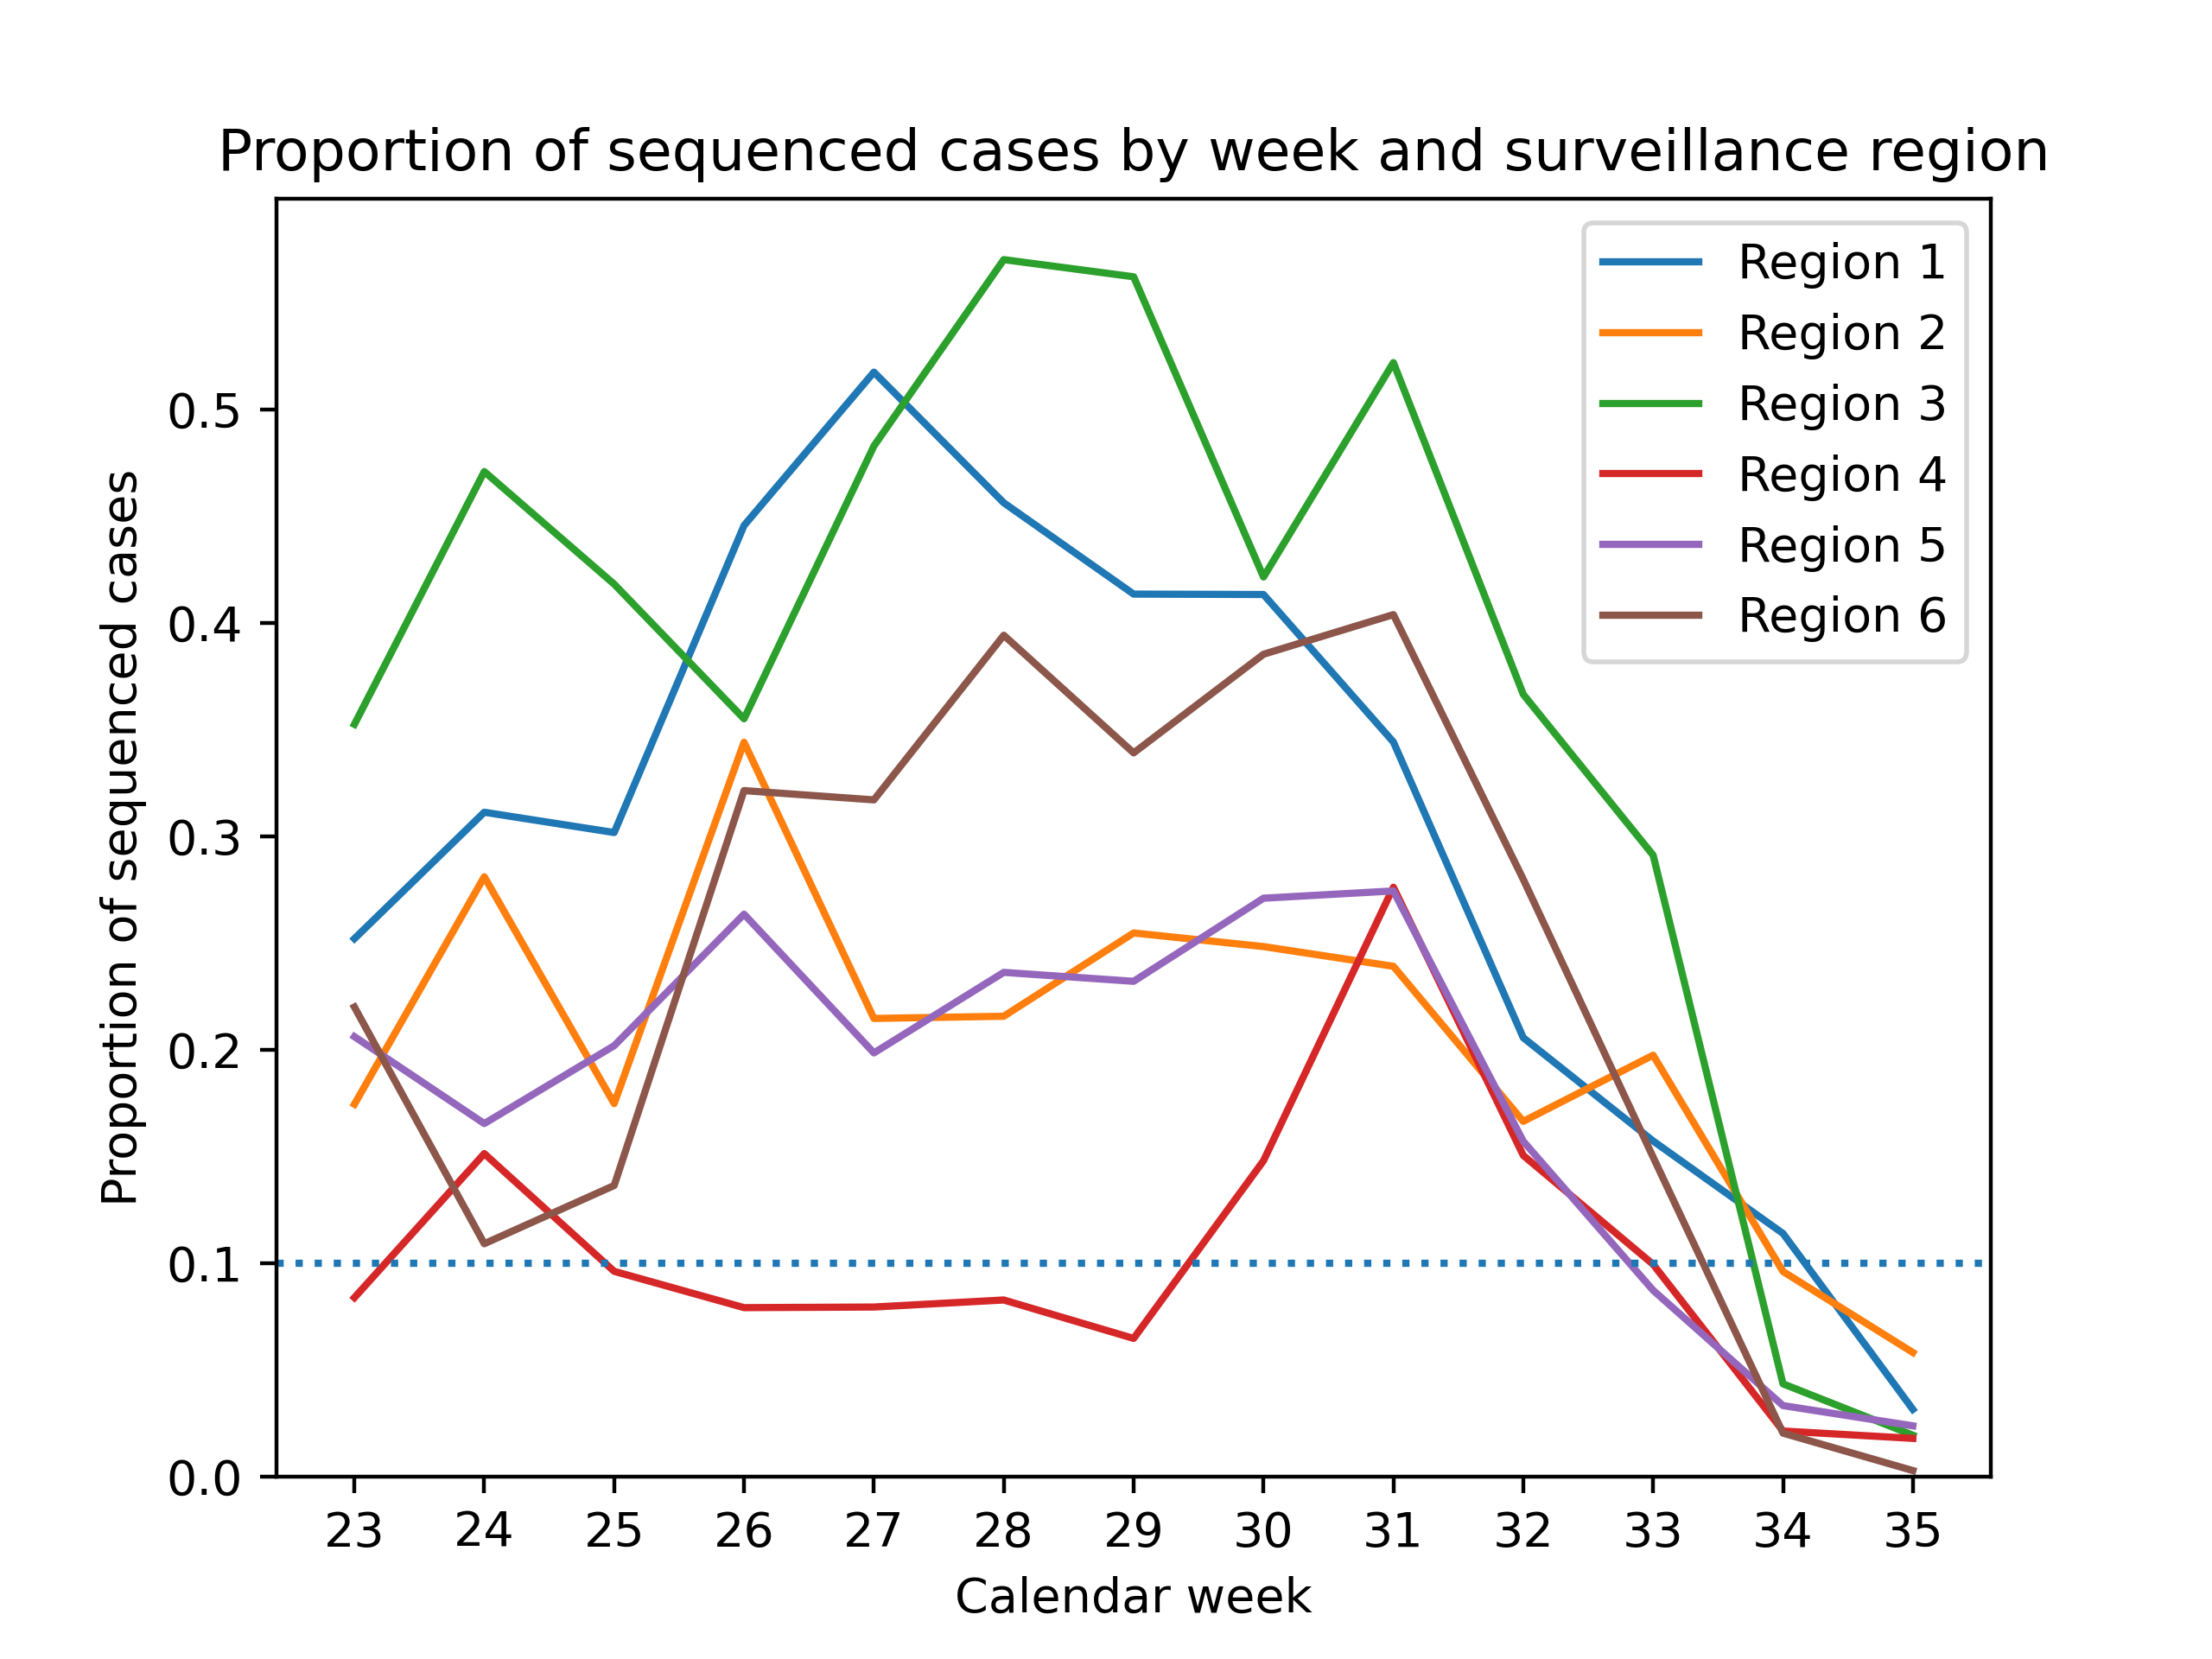 Proportion of sequenced cases by week and surveillance region
Region 1
Region 2
Region 3
Region 4
Region 5
Region 6
Proportion of sequenced cases
0.5
0.4
0.3
0.2
0.1
0.0
23 24 25 26 27 28 29 30 31 32 33 34 35
Calendar week